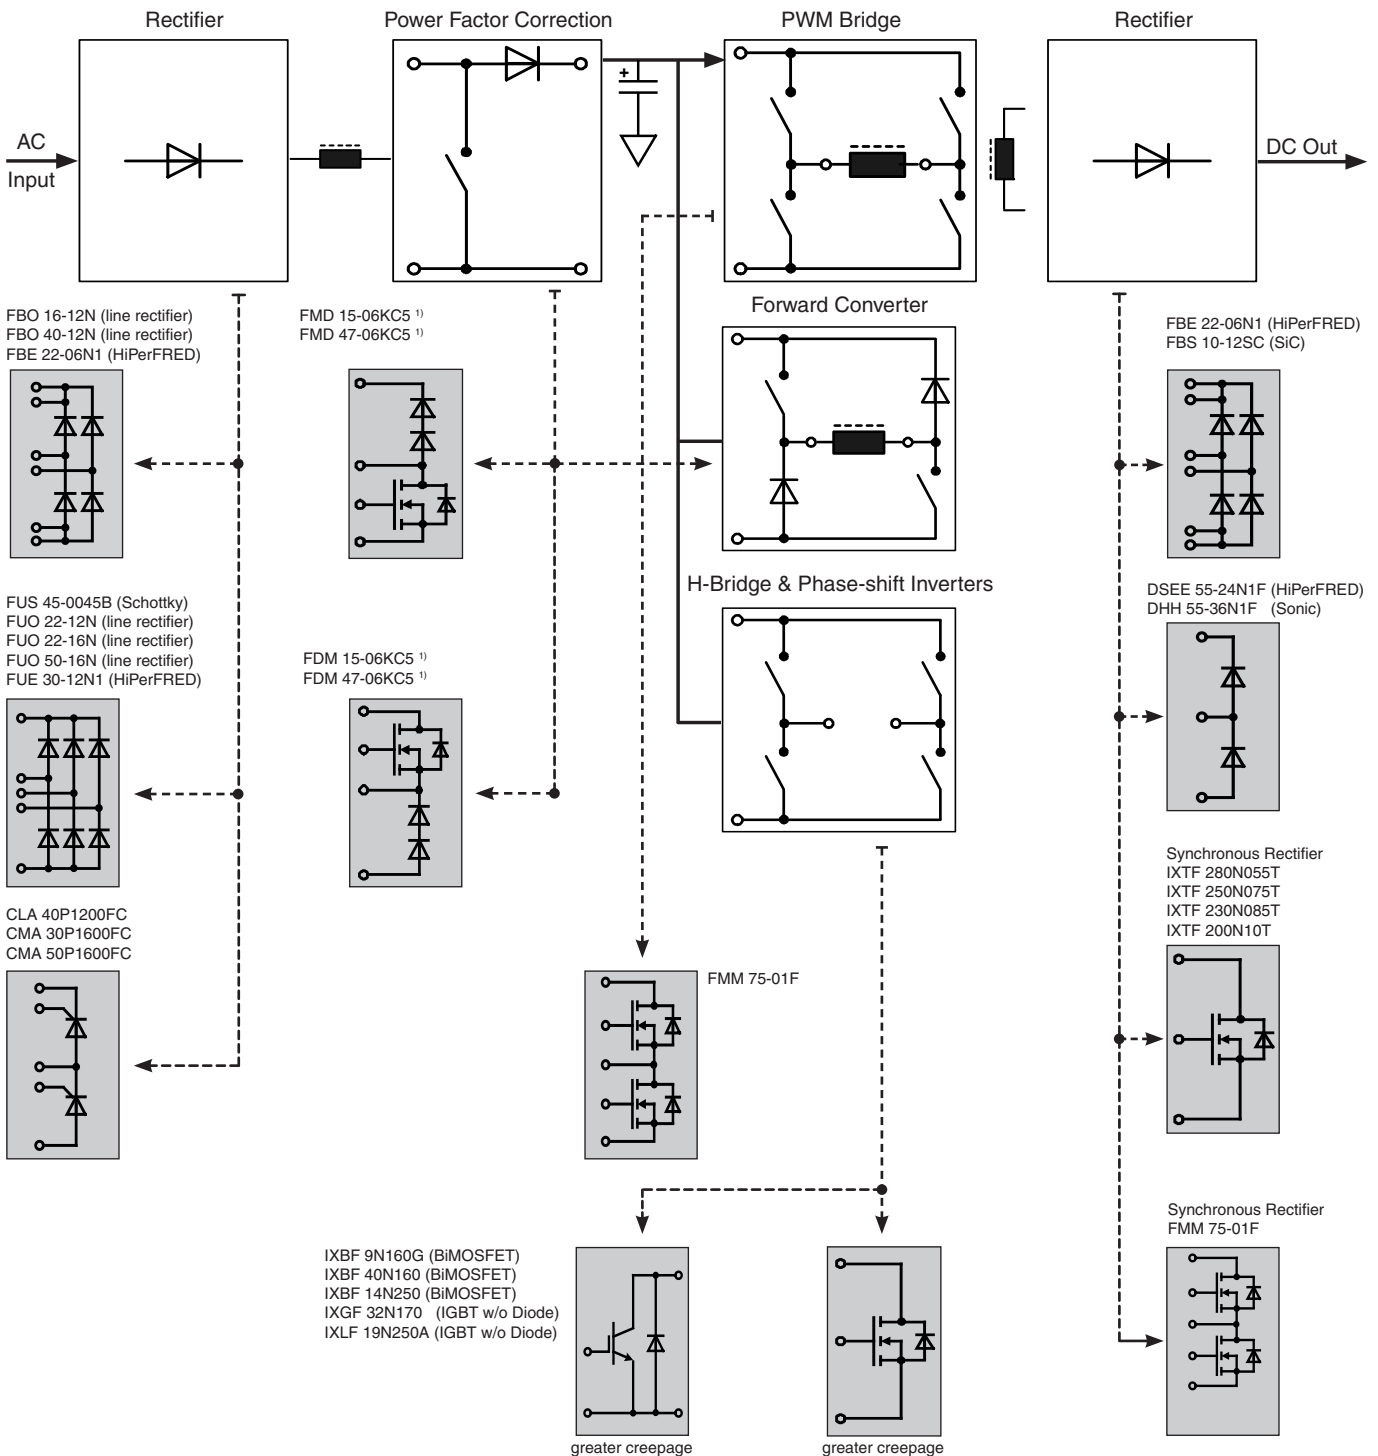 Rectifier
Power Factor Correction
PWM Bridge
Rectifier
AC
Input
+
DC Out
FBO 16-12N (line rectifier)
FBO 40-12N (line rectifier)
FBE 22-06N1 (HiPerFRED)
FMD 15-06KC5 1)
FMD 47-06KC5 1)
Forward Converter
FBE 22-06N1 (HiPerFRED)
FBS 10-12SC (SiC)
H-Bridge & Phase-shift Inverters
DSEE 55-24N1F (HiPerFRED)
DHH 55-36N1F (Sonic)
FUS 45-0045B (Schottky)
FUO 22-12N (line rectifier)
FUO 22-16N (line rectifier)
FUO 50-16N (line rectifier)
FUE 30-12N1 (HiPerFRED)
FDM 15-06KC5 1)
FDM 47-06KC5 1)
Synchronous Rectifier
IXTF 280N055T
IXTF 250N075T
IXTF 230N085T
IXTF 200N10T
CLA 40P1200FC
CMA 30P1600FC
CMA 50P1600FC
FMM 75-01F
Synchronous Rectifier
FMM 75-01F
IXBF 9N160G (BiMOSFET)
IXBF 40N160 (BiMOSFET)
IXBF 14N250 (BiMOSFET)
IXGF 32N170 (IGBT w/o Diode)
IXLF 19N250A (IGBT w/o Diode)
greater creepage
greater creepage